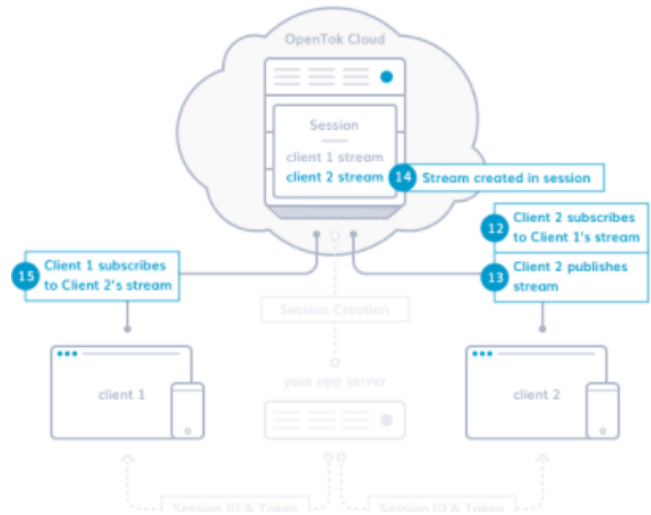 OpenTok Cloud
Session
client 1 stream
client 2 stream
14 Stream created in session
12 Client 2 subscribes
to Client 1's stream
13 Client 2 publishes
stream
15 Client 1 subscribes
to Client 2's stream
Session Creation
client 1
your app server
client 2
Session ID & Token
Session ID & Token